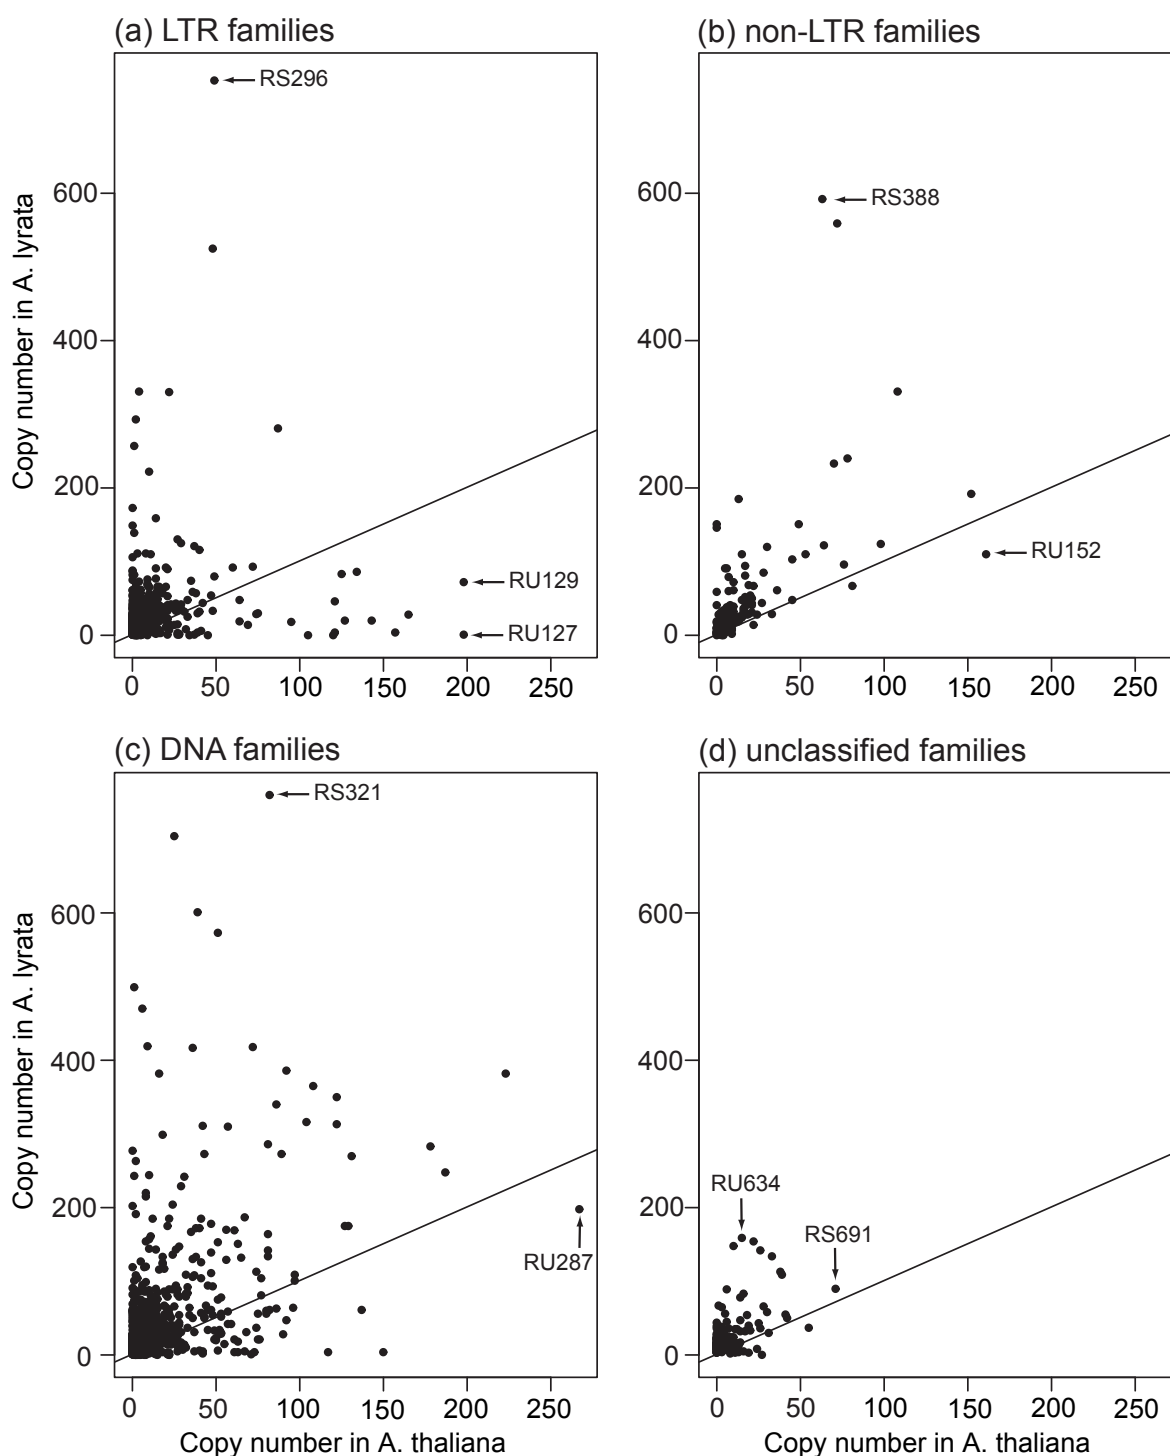 (a) LTR families
(b) non-LTR families
RS296
RS388
600
600
Copy number in A. lyrata
400
400
200
200
RU129
RU152
RU127
0
0
0 50 100 150 200 250
0 50 100 150 200 250
(c) DNA families
(d) unclassified families
RS321
600
600
Copy number in A. lyrata
400
400
200
200
RU634
RS691
RU287
0
0
0 50 100 150 200 250
0 50 100 150 200 250
Copy number in A. thaliana
Copy number in A. thaliana